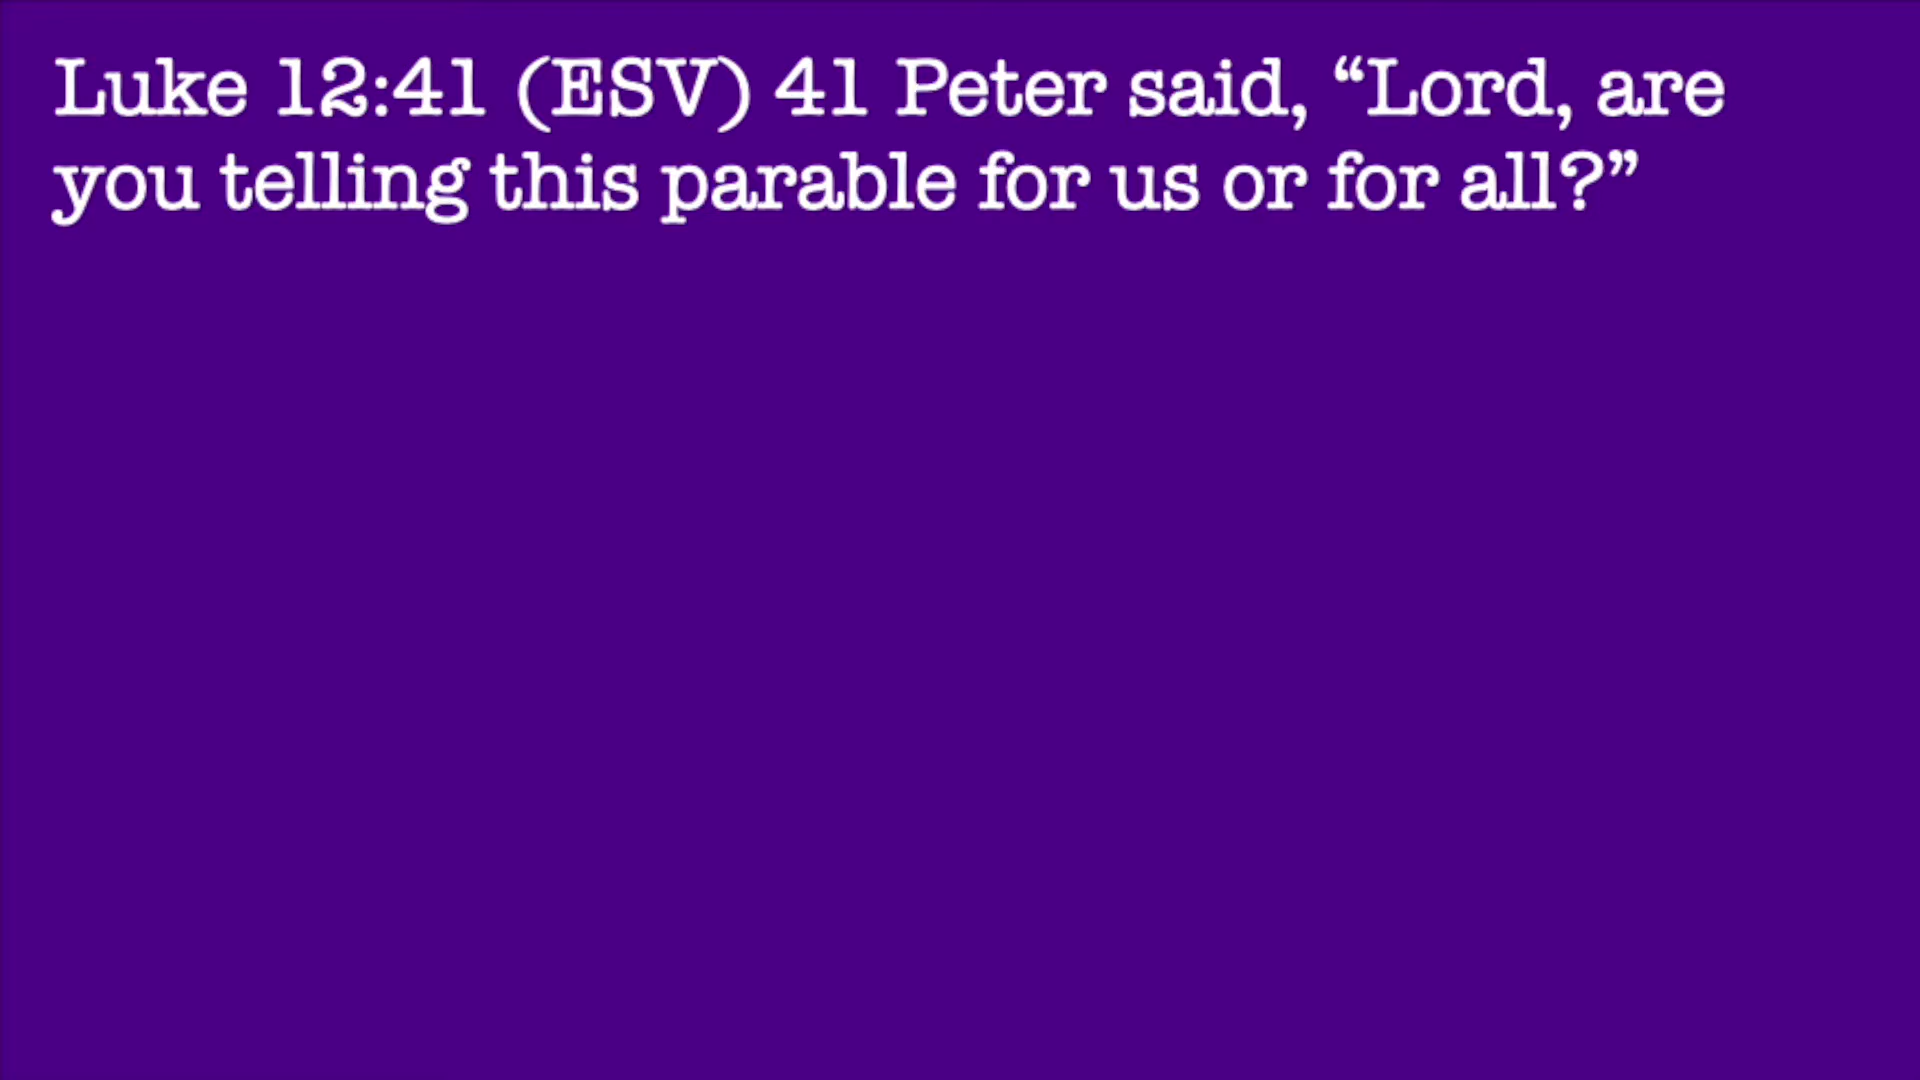 Luke 12:41 (ESV) 41 Peter said, “Lord, are
you telling this parable for us or for all?”